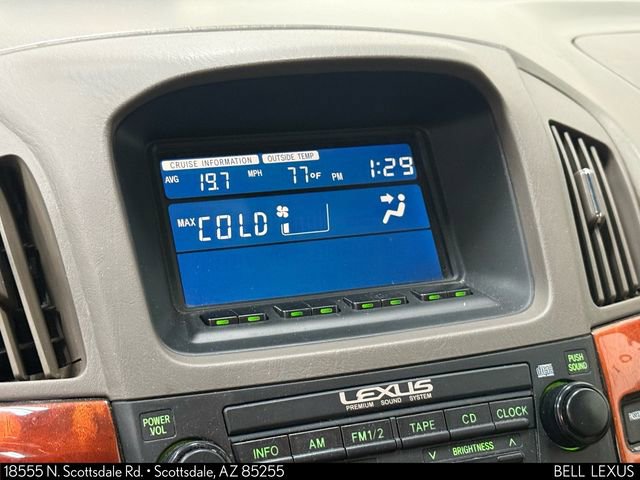 CRUISE INFORMATION OUTSIDE TEMP
AVG 19.7 MPH 77°F PM 1:29
MAX COLD
LEXUS
PREMIUM SOUND SYSTEM
PUSH SOUND
POWER VOL
INFO AM FM1/2 TAPE CD CLOCK
∨ BRIGHTNESS ∧
18555 N. Scottsdale Rd. • Scottsdale, AZ 85255 BELL LEXUS